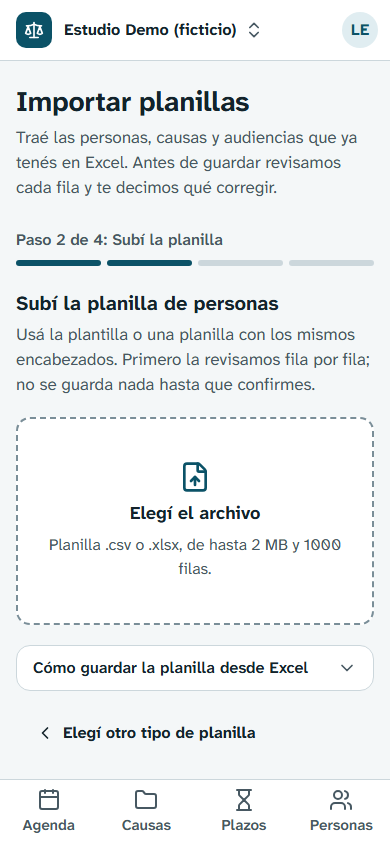 Estudio Demo (ficticio)
LE
Importar planillas
Traé las personas, causas y audiencias que ya
tenés en Excel. Antes de guardar revisamos
cada fila y te decimos qué corregir.
Paso 2 de 4: Subí la planilla
Subí la planilla de personas
Usá la plantilla o una planilla con los mismos
encabezados. Primero la revisamos fila por fila;
no se guarda nada hasta que confirmes.
Elegí el archivo
Planilla .csv o .xlsx, de hasta 2 MB y 1000
filas.
Cómo guardar la planilla desde Excel
Elegí otro tipo de planilla
Agenda
Causas
Plazos
Personas